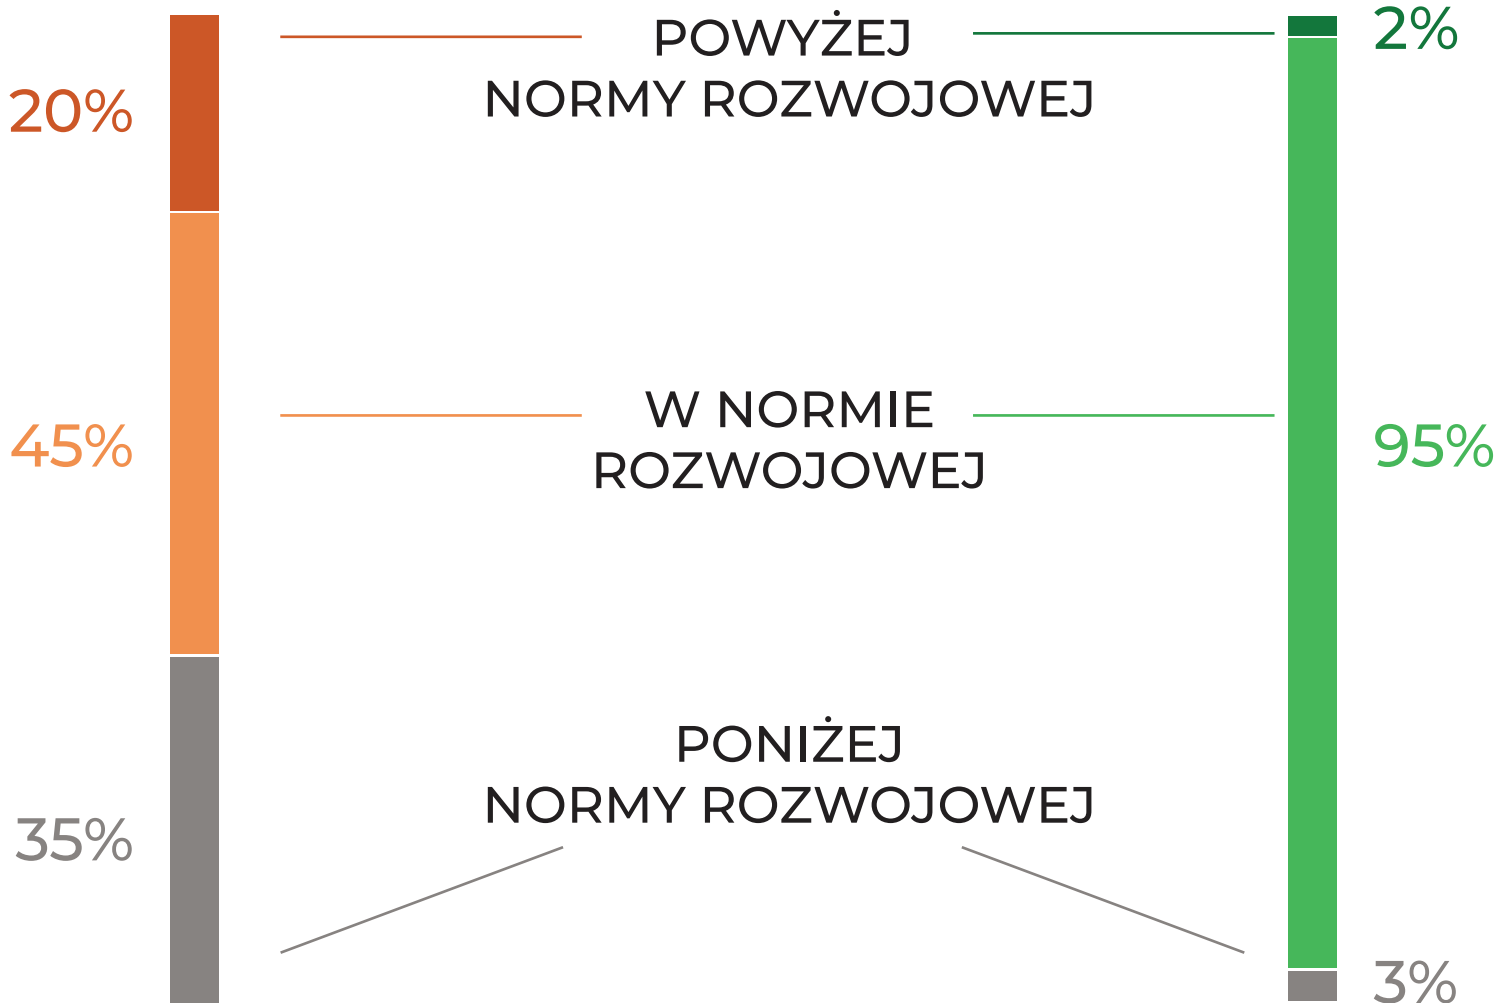 20%
45%
35%
POWYŻEJ
NORMY ROZWOJOWEJ
W NORMIE
ROZWOJOWEJ
PONIŻEJ
NORMY ROZWOJOWEJ
2%
95%
3%